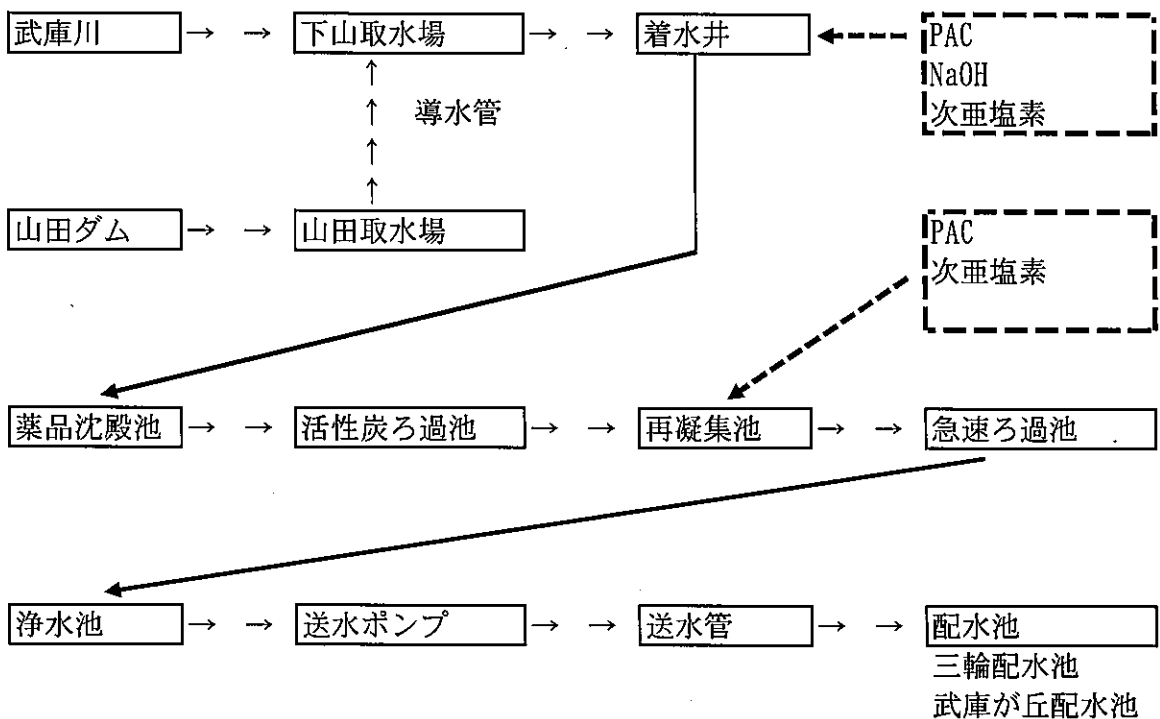 武庫川 → → 下山取水場 → → 着水井
PAC
NaOH
次亜塩素
↑
↑ 導水管
↑
↑
山田ダム → → 山田取水場
PAC
次亜塩素
薬品沈殿池 → → 活性炭ろ過池 → → 再凝集池 → → 急速ろ過池
浄水池 → → 送水ポンプ → → 送水管 → → 配水池
三輪配水池
武庫が丘配水池